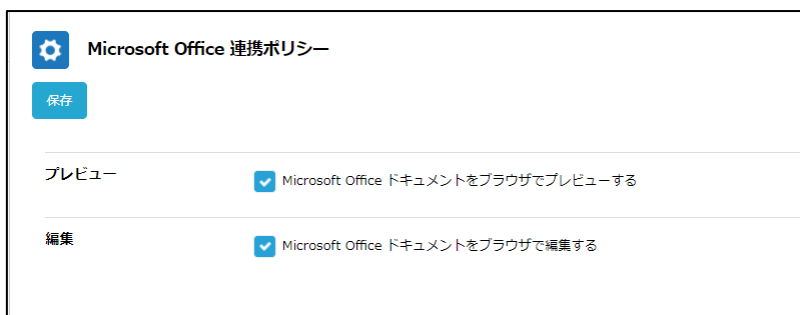 Microsoft Office 連携ポリシー
保存
プレビュー
Microsoft Office ドキュメントをブラウザでプレビューする
編集
Microsoft Office ドキュメントをブラウザで編集する